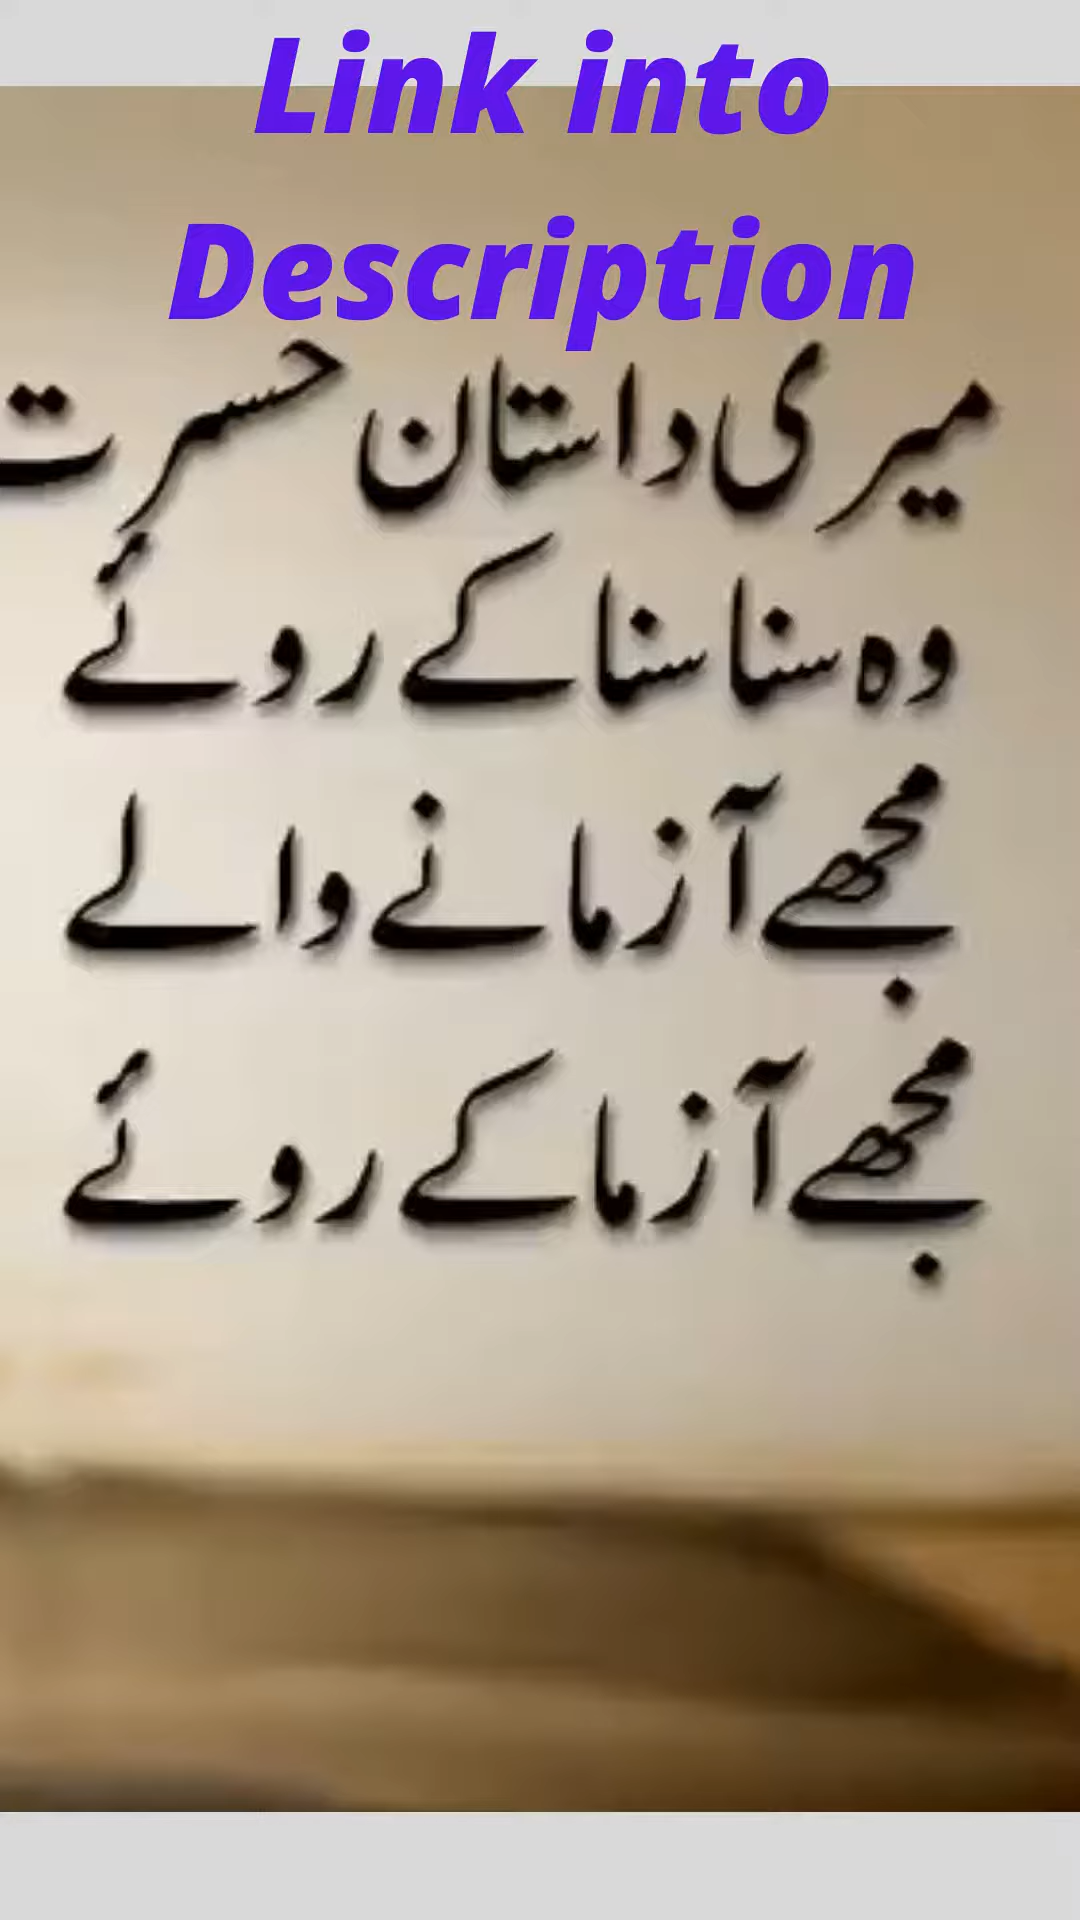 Link into
Description
میری داستان حسرت
وہ سنا سنا کے روئے
مجھے آزمانے والے
مجھے آزما کے روئے